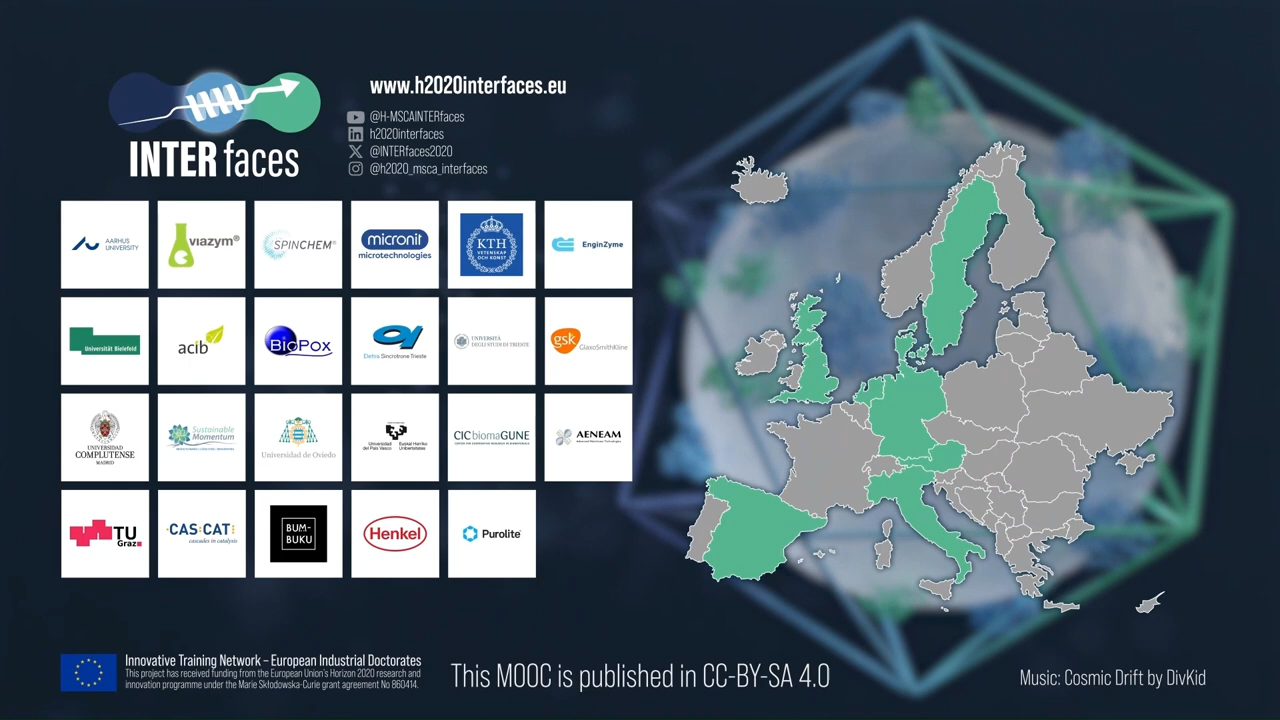 INTERfaces
www.h2020interfaces.eu
@H-MSCAINTERfaces
h2020interfaces
@INTERfaces2020
@h2020_msca_interfaces
AARHUS
UNIVERSITY
viazym®
SPINCHEM®
micronit
microtechnologies
KTH
VETENSKAP
OCH KONST
EnginZyme
Universität Bielefeld
acib
BioPox
Elettra Sincrotrone Trieste
UNIVERSITÀ
DEGLI STUDI DI TRIESTE
gsk
GlaxoSmithKline
UNIVERSIDAD
COMPLUTENSE
MADRID
Sustainable
Momentum
Universidad de Oviedo
Universidad
del País Vasco
Euskal Herriko
Unibertsitatea
CIC biomaGUNE
AENEAM
TU
Graz
CAS:CAT:
cascades in catalysis
BUM-
BUKU
Henkel
Purolite
Innovative Training Network – European Industrial Doctorates
This project has received funding from the European Union's Horizon 2020 research and
innovation programme under the Marie Skłodowska-Curie grant agreement No 860414.
This MOOC is published in CC-BY-SA 4.0
Music: Cosmic Drift by DivKid